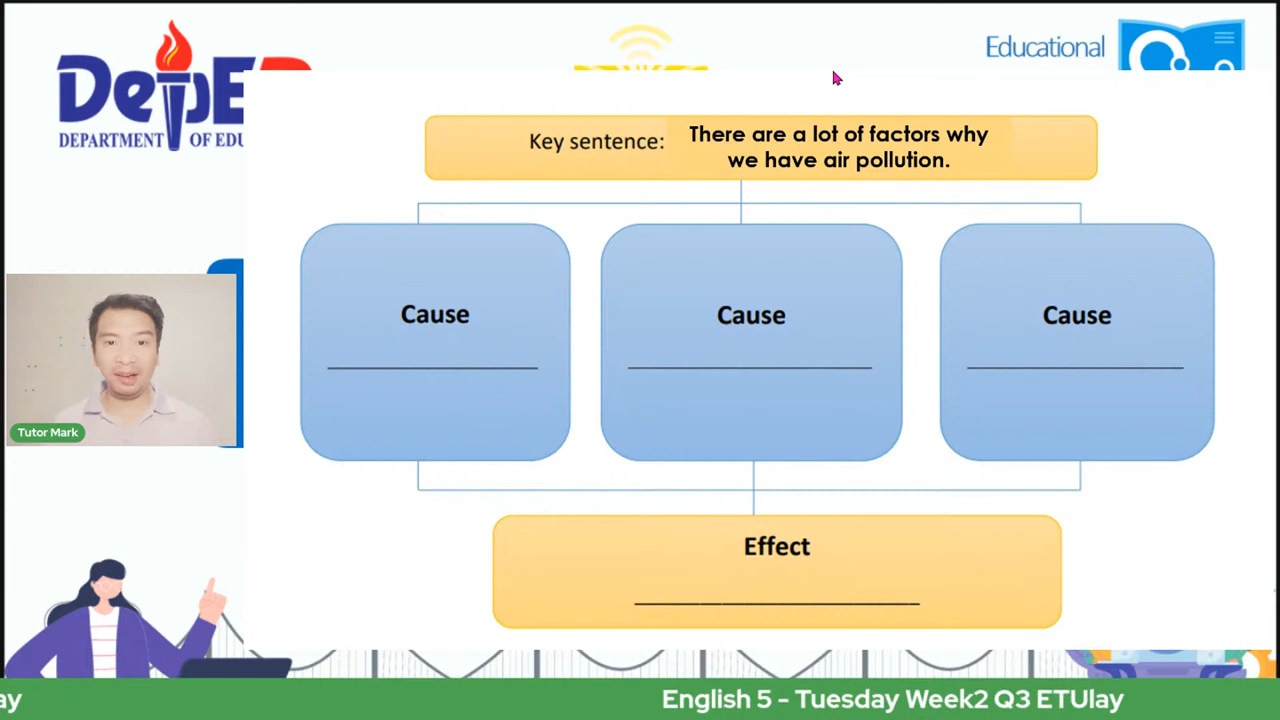 DepE
DEPARTMENT OF EDU
Educational
Key sentence: There are a lot of factors why
we have air pollution.
Cause
Cause
Cause
Effect
Tutor Mark
ay
English 5 - Tuesday Week2 Q3 ETUlay